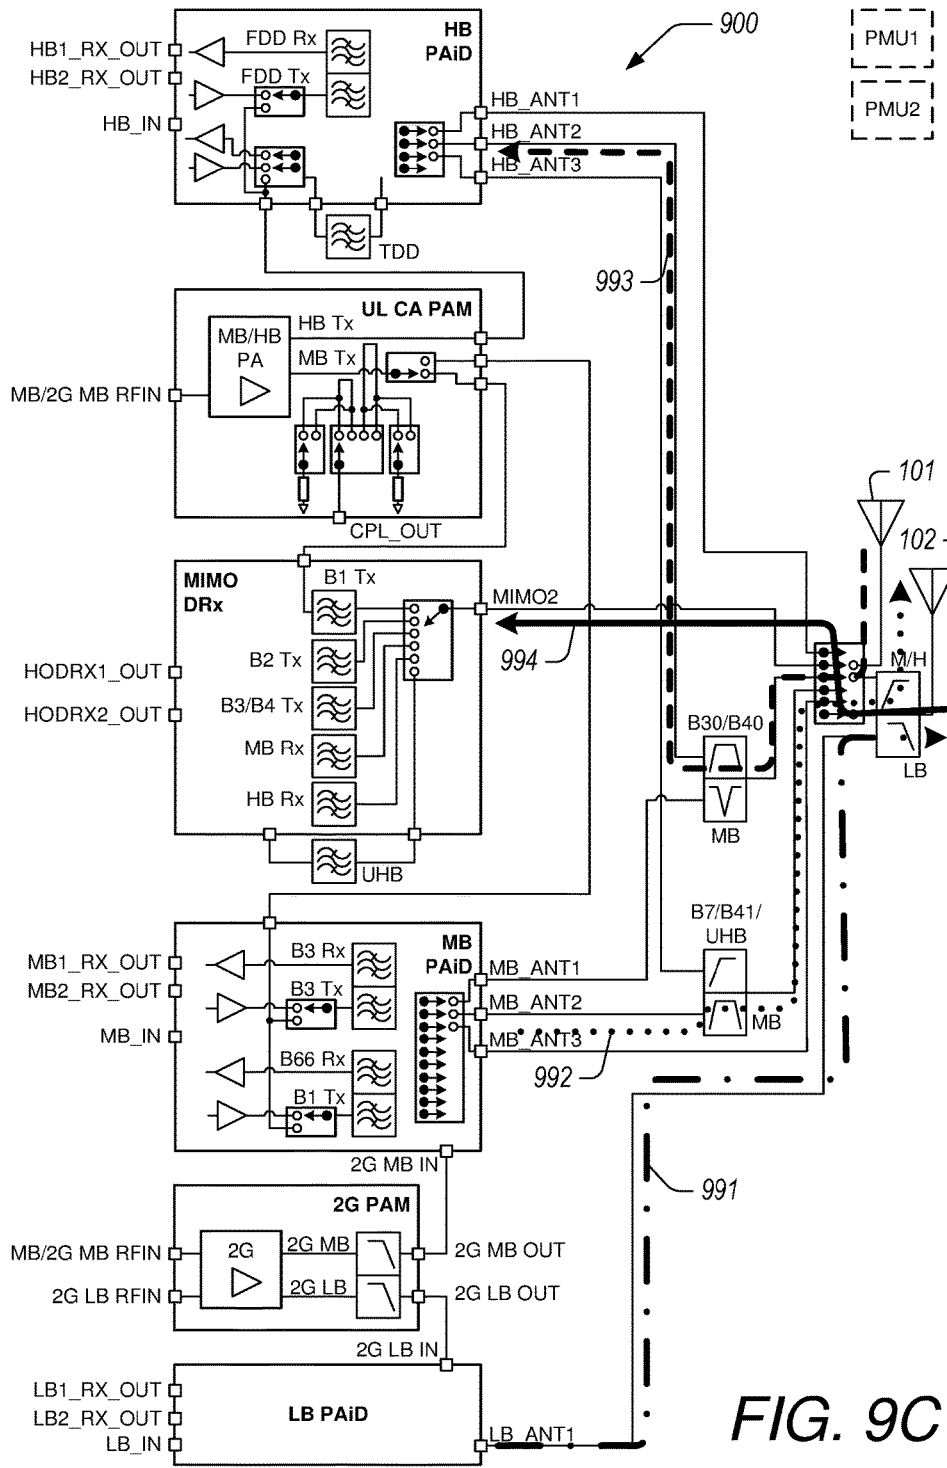 HB
PAiD
900
PMU1
PMU2
HB1_RX_OUT
HB2_RX_OUT
HB_IN
FDD Rx
FDD Tx
HB_ANT1
HB_ANT2
HB_ANT3
TDD
993
UL CA PAM
MB/HB
PA
HB Tx
MB Tx
MB/2G MB RFIN
CPL_OUT
101
102
MIMO
DRx
B1 Tx
B2 Tx
B3/B4 Tx
MB Rx
HB Rx
UHB
MIMO2
994
HODRX1_OUT
HODRX2_OUT
M/H
LB
B30/B40
MB
B7/B41/
UHB
MB
MB
PAiD
MB1_RX_OUT
MB2_RX_OUT
MB_IN
B3 Rx
B3 Tx
B66 Rx
B1 Tx
MB_ANT1
MB_ANT2
MB_ANT3
992
2G MB IN
991
2G PAM
MB/2G MB RFIN
2G LB RFIN
2G
2G MB
2G LB
2G MB OUT
2G LB OUT
2G LB IN
LB1_RX_OUT
LB2_RX_OUT
LB_IN
LB PAiD
LB_ANT1
FIG. 9C